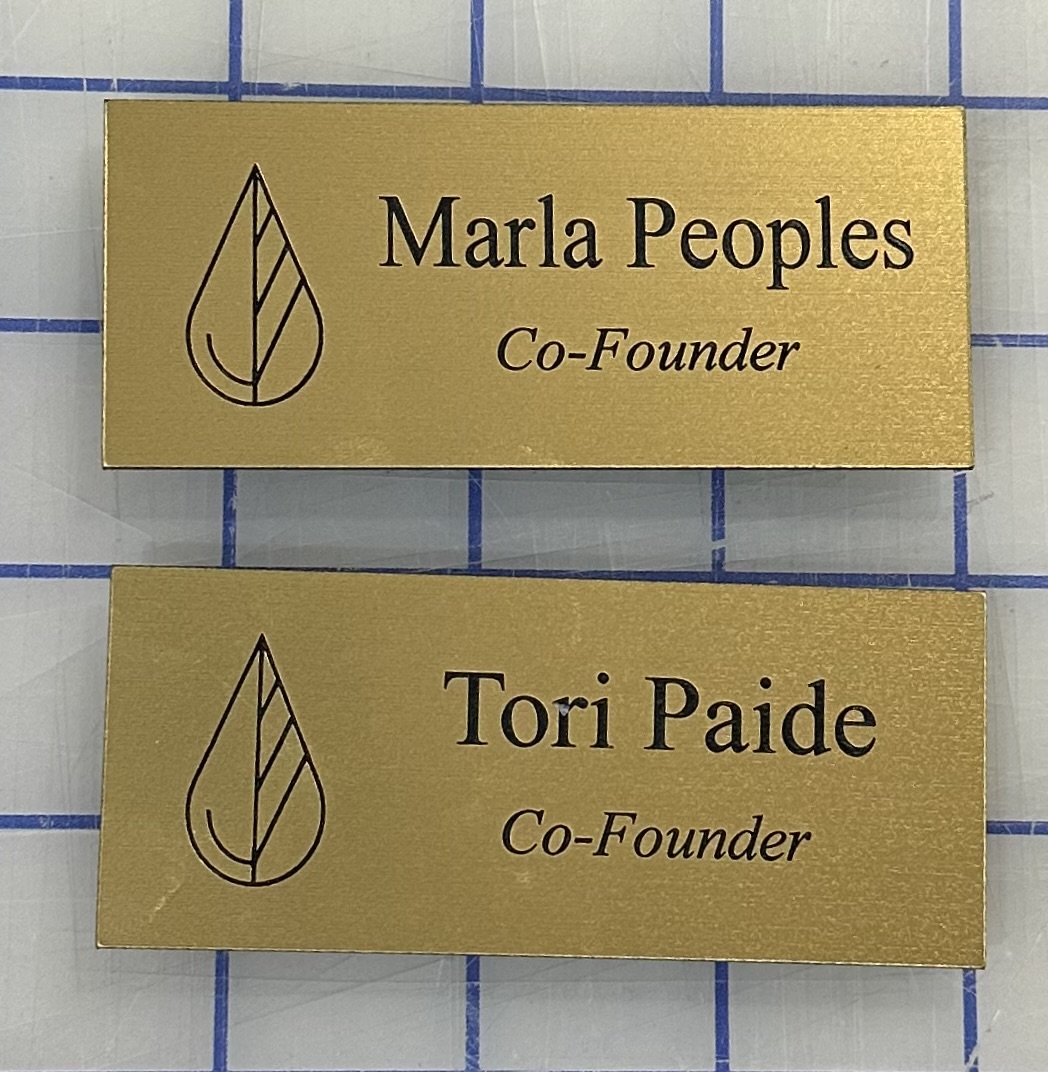 Marla Peoples
Co-Founder
Tori Paide
Co-Founder